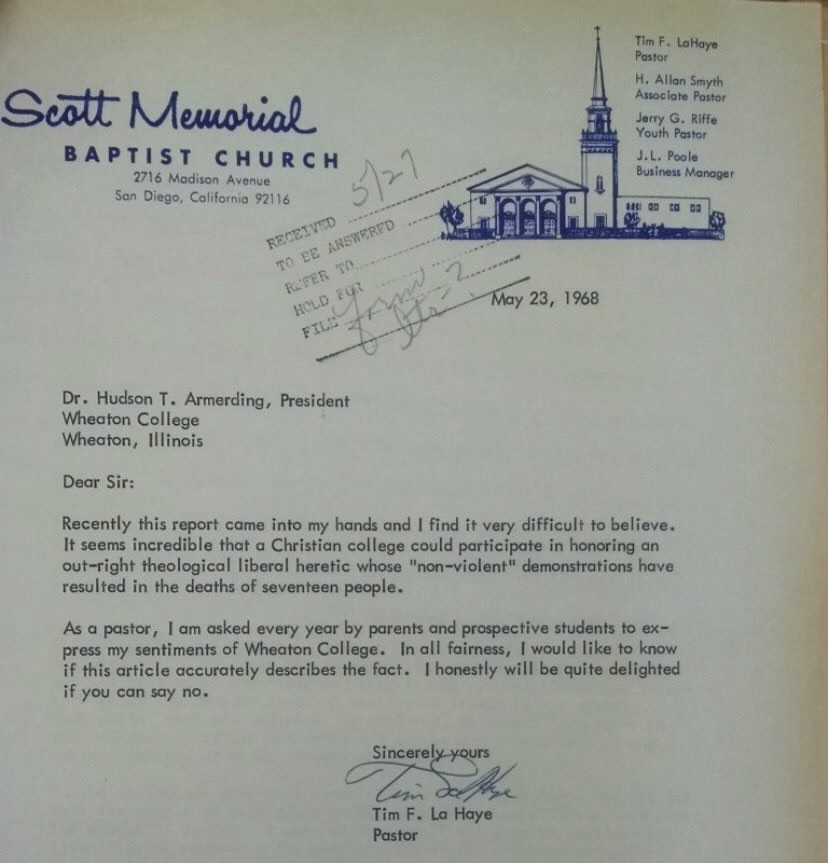 Scott Memorial
BAPTIST CHURCH
2716 Madison Avenue
San Diego, California 92116
Tim F. LaHaye
Pastor
H. Allan Smyth
Associate Pastor
Jerry G. Riffe
Youth Pastor
J.L. Poole
Business Manager
RECEIVED 5/27
TO BE ANSWERED
REFER TO
HOLD FOR
FILE
May 23, 1968
Dr. Hudson T. Armerding, President
Wheaton College
Wheaton, Illinois
Dear Sir:
Recently this report came into my hands and I find it very difficult to believe.
It seems incredible that a Christian college could participate in honoring an
out-right theological liberal heretic whose "non-violent" demonstrations have
resulted in the deaths of seventeen people.
As a pastor, I am asked every year by parents and prospective students to ex-
press my sentiments of Wheaton College. In all fairness, I would like to know
if this article accurately describes the fact. I honestly will be quite delighted
if you can say no.
Sincerely yours
Tim LaHaye
Tim F. La Haye
Pastor